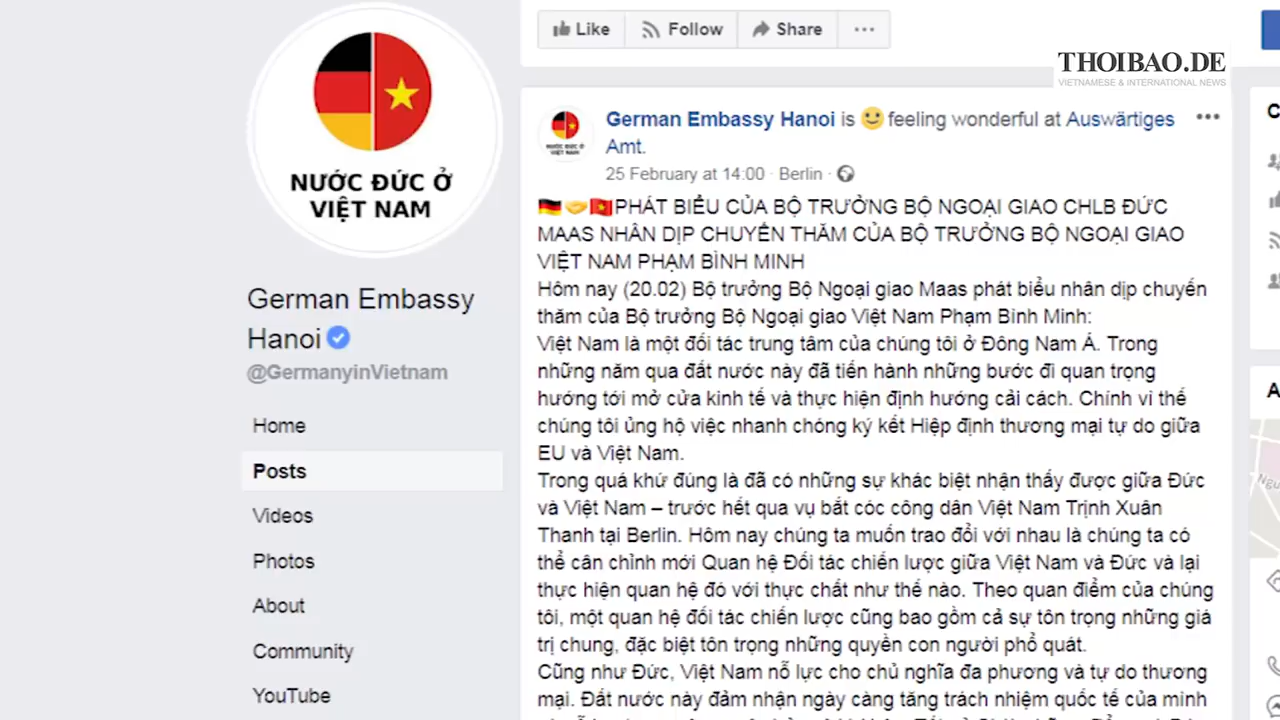 Like
Follow
Share
THOIBAO.DE
VIETNAMESE & INTERNATIONAL NEWS
NƯỚC ĐỨC Ở
VIỆT NAM
German Embassy
Hanoi
@GermanyinVietnam
Home
Posts
Videos
Photos
About
Community
YouTube
German Embassy Hanoi is 🙂 feeling wonderful at Auswärtiges
Amt.
25 February at 14:00 · Berlin ·
🇩🇪🤝🇻🇳PHÁT BIỂU CỦA BỘ TRƯỞNG BỘ NGOẠI GIAO CHLB ĐỨC
MAAS NHÂN DỊP CHUYẾN THĂM CỦA BỘ TRƯỞNG BỘ NGOẠI GIAO
VIỆT NAM PHẠM BÌNH MINH
Hôm nay (20.02) Bộ trưởng Bộ Ngoại giao Maas phát biểu nhân dịp chuyến
thăm của Bộ trưởng Bộ Ngoại giao Việt Nam Phạm Bình Minh:
Việt Nam là một đối tác trung tâm của chúng tôi ở Đông Nam Á. Trong
những năm qua đất nước này đã tiến hành những bước đi quan trọng
hướng tới mở cửa kinh tế và thực hiện định hướng cải cách. Chính vì thế
chúng tôi ủng hộ việc nhanh chóng ký kết Hiệp định thương mại tự do giữa
EU và Việt Nam.
Trong quá khứ đúng là đã có những sự khác biệt nhận thấy được giữa Đức
và Việt Nam – trước hết qua vụ bắt cóc công dân Việt Nam Trịnh Xuân
Thanh tại Berlin. Hôm nay chúng ta muốn trao đổi với nhau là chúng ta có
thể cân chỉnh mới Quan hệ Đối tác chiến lược giữa Việt Nam và Đức và lại
thực hiện quan hệ đó với thực chất như thế nào. Theo quan điểm của chúng
tôi, một quan hệ đối tác chiến lược cũng bao gồm cả sự tôn trọng những giá
trị chung, đặc biệt tôn trọng những quyền con người phổ quát.
Cũng như Đức, Việt Nam nỗ lực cho chủ nghĩa đa phương và tự do thương
mại. Đất nước này đảm nhận ngày càng tăng trách nhiệm quốc tế của mình